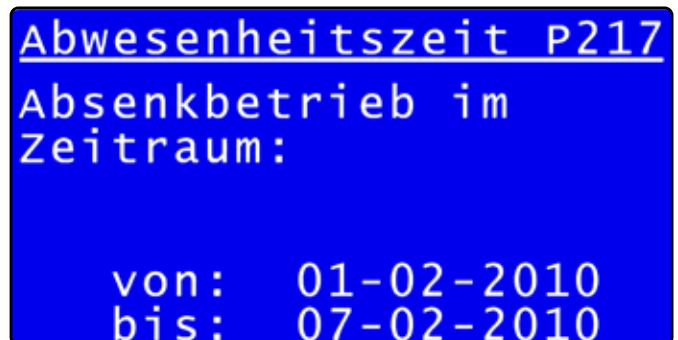 Abwesenheitszeit P217
Absenkbetrieb im
Zeitraum:
von: 01-02-2010
bis: 07-02-2010